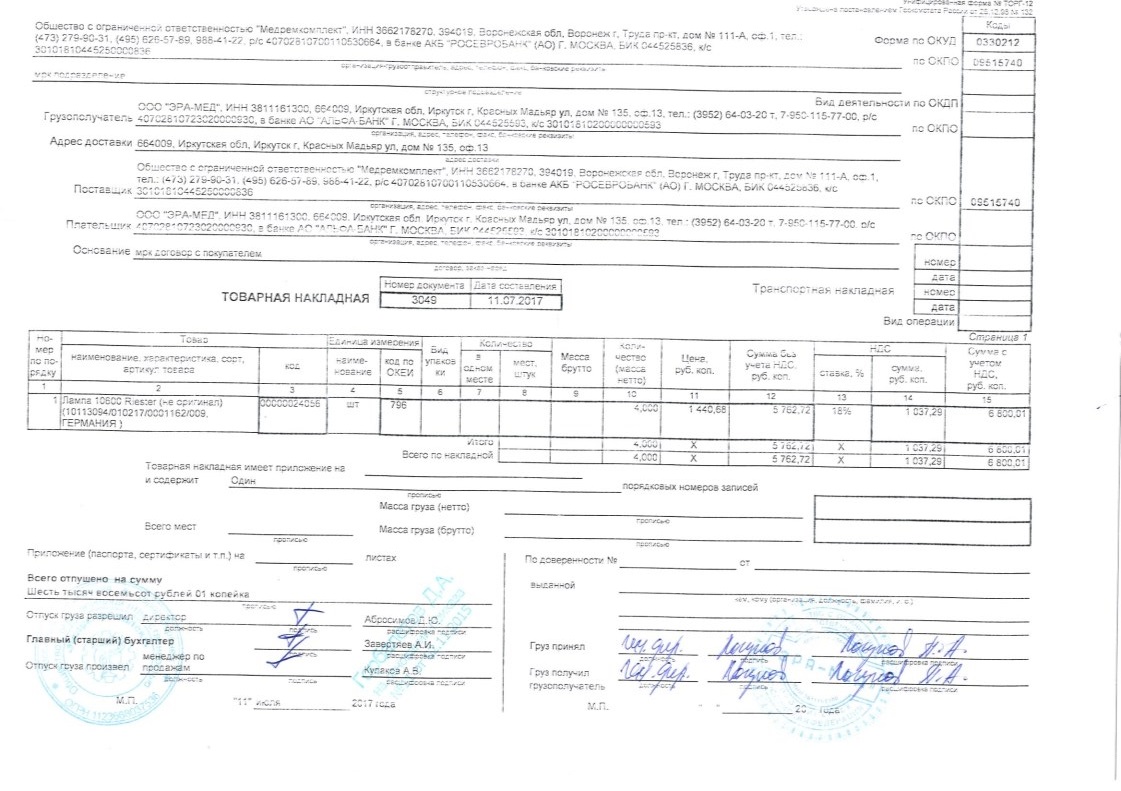 Унифицированная форма № ТОРГ-12
Утверждена постановлением Госкомстата России от 25.12.98 № 132
Коды
Общество с ограниченной ответственностью "Медремкомплект", ИНН 3662178270, 394019, Воронежская обл, Воронеж г, Труда пр-кт, дом № 111-А, оф.1, тел.:
(473) 279-90-31, (495) 626-57-89, 988-41-22, р/с 40702810700110530664, в банке АКБ "РОСЕВРОБАНК" (АО) Г. МОСКВА, БИК 044525836, к/с
30101810445250000836
Форма по ОКУД 0330212
по ОКПО 09515740
организация-грузоотправитель, адрес, телефон, факс, банковские реквизиты
мрк подразделение
структурное подразделение
Вид деятельности по ОКДП
Грузополучатель ООО "ЭРА-МЕД", ИНН 3811161300, 664009, Иркутская обл, Иркутск г, Красных Мадьяр ул, дом № 135, оф.13, тел.: (3952) 64-03-20 т. 7-950-115-77-00, р/с
40702810723020000930, в банке АО "АЛЬФА-БАНК" Г. МОСКВА, БИК 044525593, к/с 30101810200000000593
по ОКПО
организация, адрес, телефон, факс, банковские реквизиты
Адрес доставки 664009, Иркутская обл, Иркутск г, Красных Мадьяр ул, дом № 135, оф.13
адрес доставки
Общество с ограниченной ответственностью "Медремкомплект", ИНН 3662178270, 394019, Воронежская обл, Воронеж г, Труда пр-кт, дом № 111-А, оф.1,
тел.: (473) 279-90-31, (495) 626-57-89, 988-41-22, р/с 40702810700110530664, в банке АКБ "РОСЕВРОБАНК" (АО) Г. МОСКВА, БИК 044525836, к/с
Поставщик 30101810445250000836
по ОКПО 09515740
организация, адрес, телефон, факс, банковские реквизиты
ООО "ЭРА-МЕД", ИНН 3811161300, 664009, Иркутская обл, Иркутск г, Красных Мадьяр ул, дом № 135, оф.13, тел.: (3952) 64-03-20 т. 7-950-115-77-00, р/с
Плательщик 40702810723020000930, в банке АО "АЛЬФА-БАНК" Г. МОСКВА, БИК 044525593, к/с 30101810200000000593
по ОКПО
организация, адрес, телефон, факс, банковские реквизиты
Основание мрк договор с покупателем
номер
договор, заказ-наряд
дата
Номер документа Дата составления
Транспортная накладная номер
ТОВАРНАЯ НАКЛАДНАЯ 3049 11.07.2017
дата
Вид операции
Страница 1
Но-мер по по-рядку
Товар
Единица измерения
Вид упаков ки
Количество
Масса брутто
Коли-чество (масса нетто)
Цена, руб. коп.
Сумма без учета НДС, руб. коп.
НДС
Сумма с учетом НДС, руб. коп.
наименование, характеристика, сорт, артикул товара
код
наиме-нование
код по ОКЕИ
в одном месте
мест, штук
ставка, %
сумма, руб. коп.
1 2 3 4 5 6 7 8 9 10 11 12 13 14 15
1 Лампа 10600 Riester (не оригинал) 00000024056 шт 796 4,000 1 440,68 5 762,72 18% 1 037,29 6 800,01
(10113094/010217/0001162/009,
ГЕРМАНИЯ )
Итого 4,000 X 5 762,72 X 1 037,29 6 800,01
Всего по накладной 4,000 X 5 762,72 X 1 037,29 6 800,01
Товарная накладная имеет приложение на
и содержит Один порядковых номеров записей
прописью
Масса груза (нетто)
прописью
Всего мест Масса груза (брутто)
прописью прописью
Приложение (паспорта, сертификаты и т.п.) на листах
прописью
По доверенности № от
Всего отпущено на сумму
выданной
Шесть тысяч восемьсот рублей 01 копейка
прописью
кем, кому (организация, должность, фамилия, и. о.)
Отпуск груза разрешил директор Абросимов Д.Ю.
должность подпись расшифровка подписи
Главный (старший) бухгалтер Завертяев А.И.
подпись расшифровка подписи
Груз принял
должность подпись расшифровка подписи
Отпуск груза произвел менеджер по продажам Кулаков А.В.
должность подпись расшифровка подписи
Груз получил
грузополучатель
должность подпись расшифровка подписи
М.П. "11" июля 2017 года
М.П. 20 года